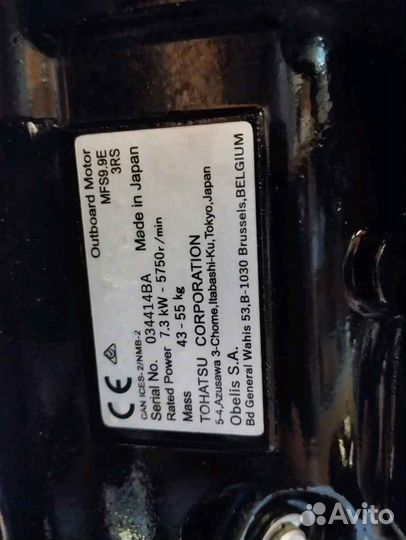 Outboard Motor
MFS9.9E
3RS
CE
CAN ICES-2/NMB-2
Serial No. 034414BA Made in Japan
Rated Power 7.3 kW - 5750r/min
Mass 43 - 55 kg
TOHATSU CORPORATION
5-4,Azusawa 3-Chome,Itabashi-Ku,Tokyo,Japan
Obelis S.A.
Bd General Wahis 53,B-1030 Brussels,BELGIUM
Avito